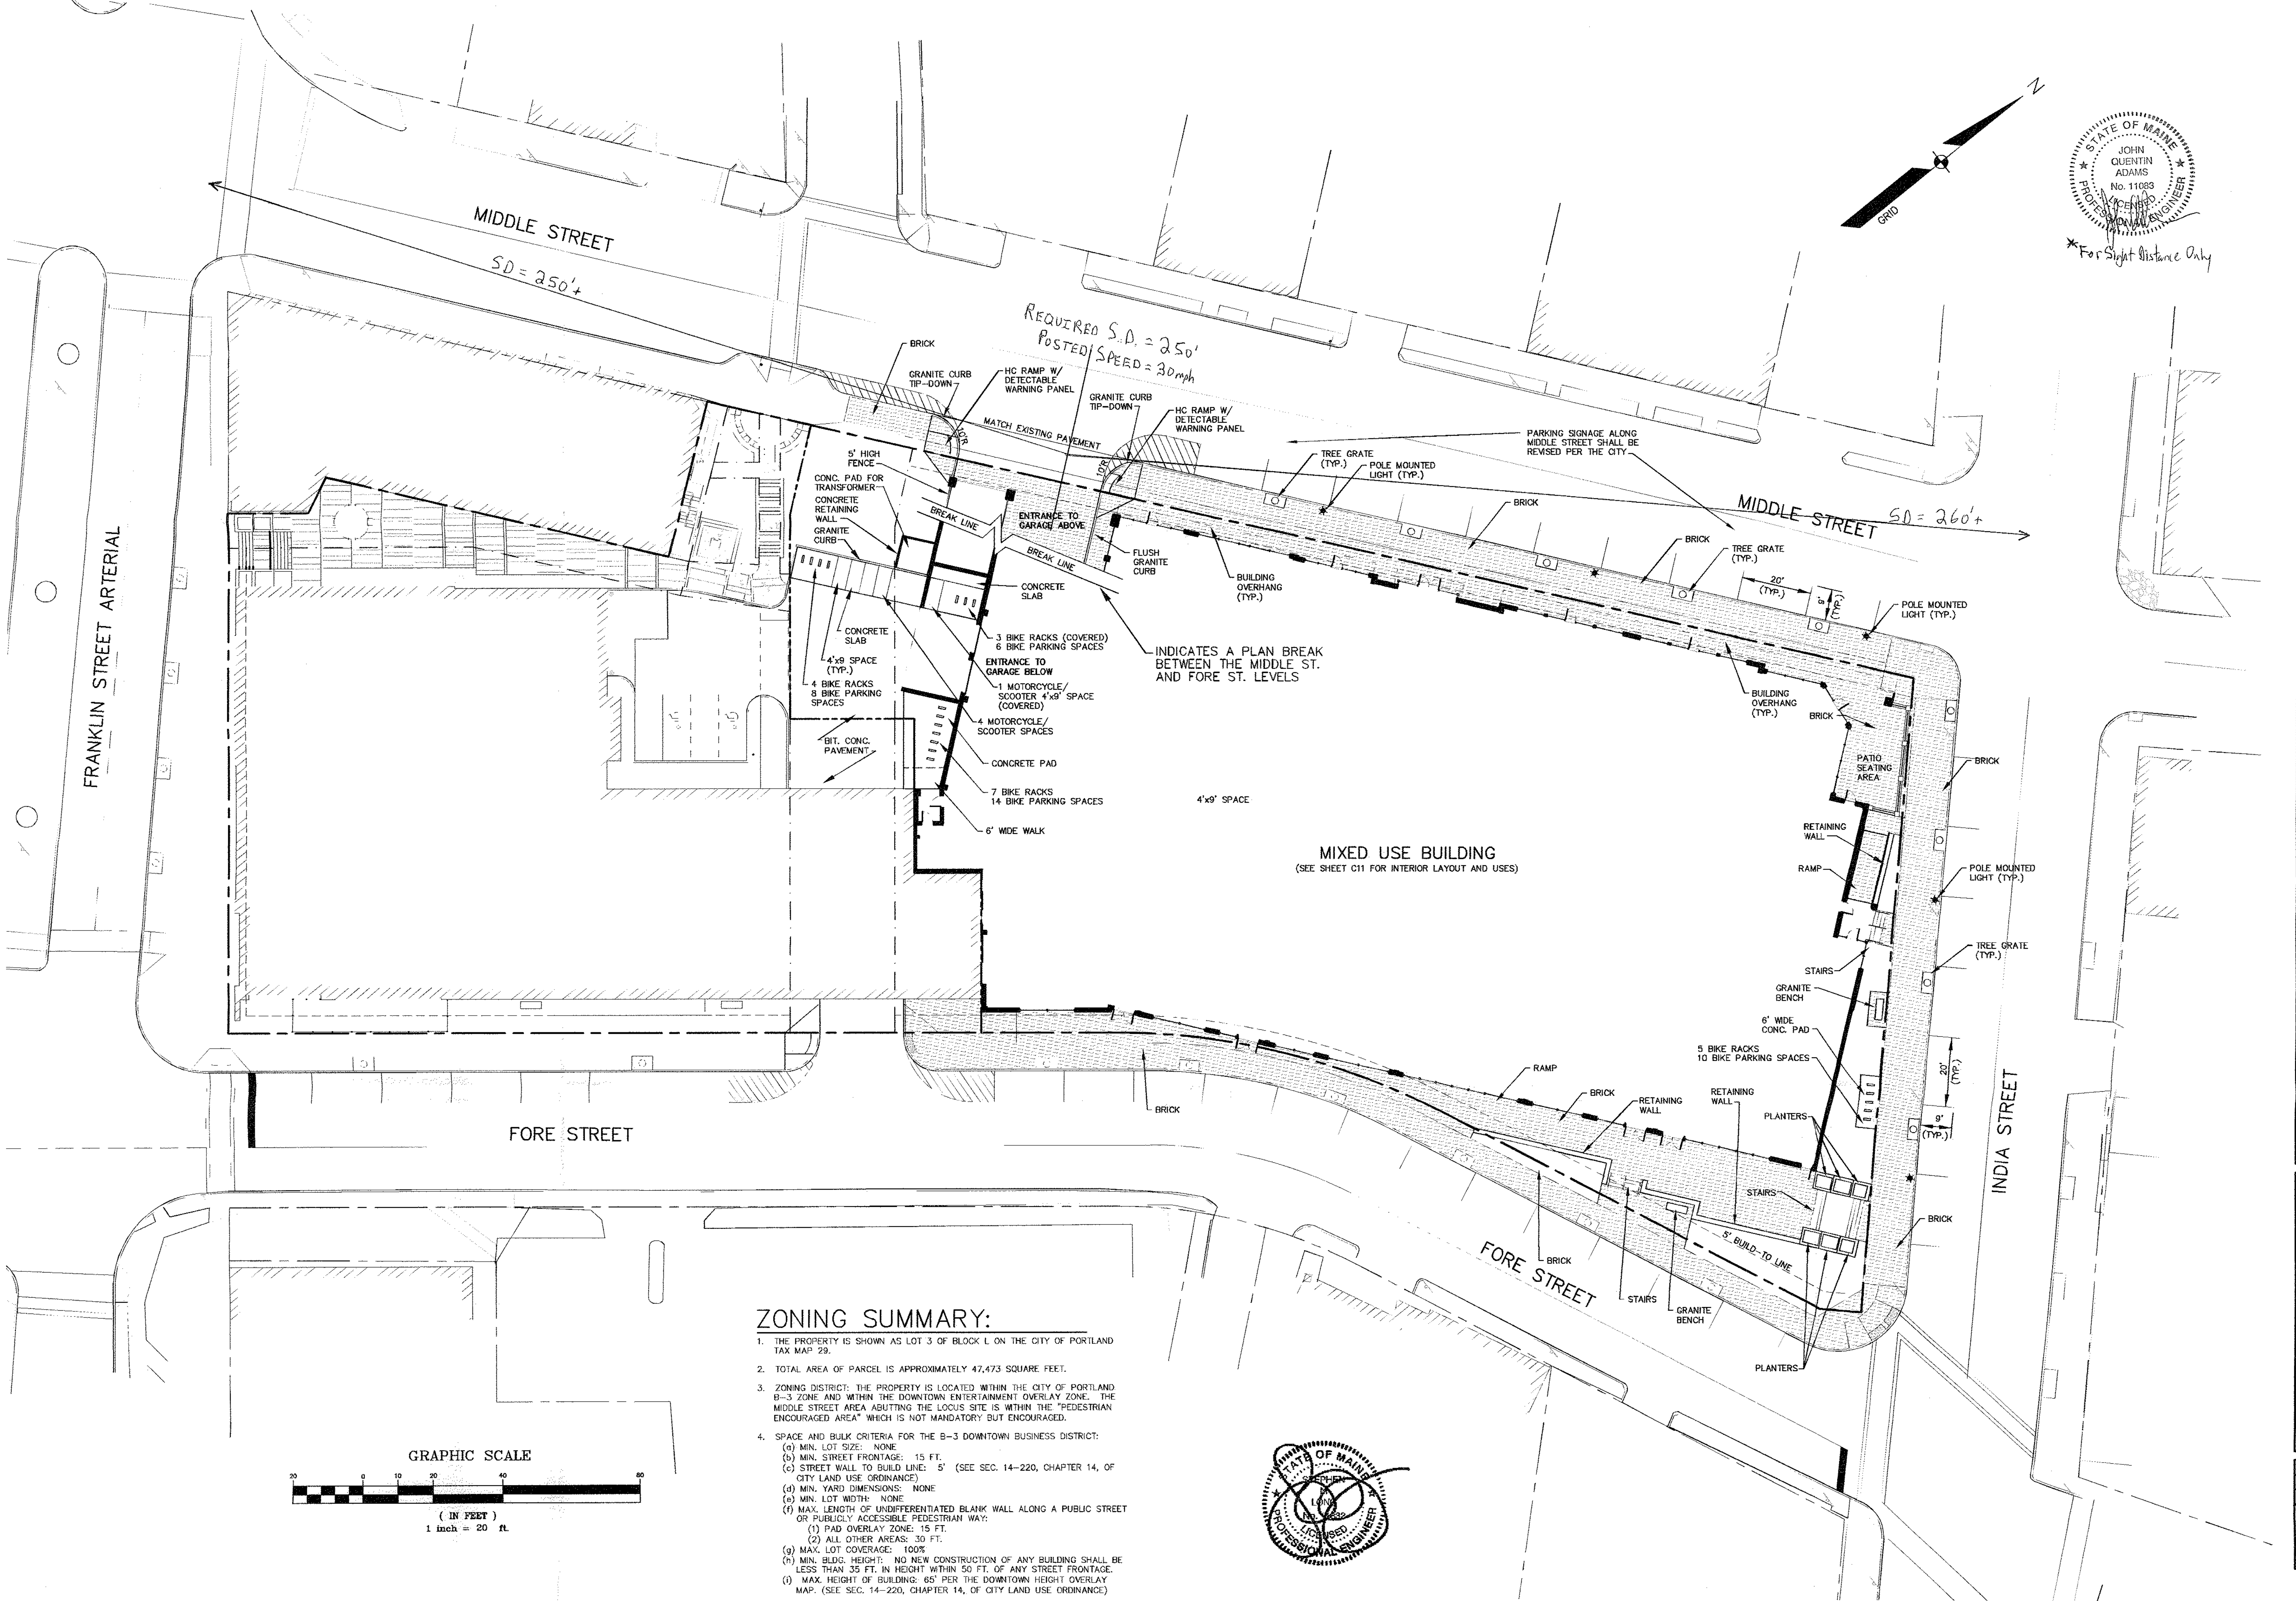 N
GRID
STATE OF MAINE
JOHN
QUENTIN
ADAMS
No. 11083
LICENSED
PROFESSIONAL ENGINEER
*For Sight Distance Only
MIDDLE STREET
SD = 250'+
REQUIRED S.D. = 250'
POSTED SPEED = 30 mph
BRICK
GRANITE CURB
TIP-DOWN
HC RAMP W/
DETECTABLE
WARNING PANEL
GRANITE CURB
TIP-DOWN
HC RAMP W/
DETECTABLE
WARNING PANEL
MATCH EXISTING PAVEMENT
10'R
10'R
PARKING SIGNAGE ALONG
MIDDLE STREET SHALL BE
REVISED PER THE CITY
TREE GRATE
(TYP.)
POLE MOUNTED
LIGHT (TYP.)
BRICK
MIDDLE STREET
SD = 260'+
BRICK
TREE GRATE
(TYP.)
20'
(TYP.)
9'
(TYP.)
POLE MOUNTED
LIGHT (TYP.)
5' HIGH
FENCE
CONC. PAD FOR
TRANSFORMER
CONCRETE
RETAINING
WALL
GRANITE
CURB
BREAK LINE
ENTRANCE TO
GARAGE ABOVE
BREAK LINE
FLUSH
GRANITE
CURB
BUILDING
OVERHANG
(TYP.)
CONCRETE
SLAB
CONCRETE
SLAB
3 BIKE RACKS (COVERED)
6 BIKE PARKING SPACES
ENTRANCE TO
GARAGE BELOW
4'x9 SPACE
(TYP.)
4 BIKE RACKS
8 BIKE PARKING
SPACES
1 MOTORCYCLE/
SCOOTER 4'x9' SPACE
(COVERED)
4 MOTORCYCLE/
SCOOTER SPACES
INDICATES A PLAN BREAK
BETWEEN THE MIDDLE ST.
AND FORE ST. LEVELS
BIT. CONC.
PAVEMENT
CONCRETE PAD
7 BIKE RACKS
14 BIKE PARKING SPACES
6' WIDE WALK
4'x9' SPACE
MIXED USE BUILDING
(SEE SHEET C11 FOR INTERIOR LAYOUT AND USES)
BUILDING
OVERHANG
(TYP.)
BRICK
PATIO
SEATING
AREA
BRICK
RETAINING
WALL
RAMP
POLE MOUNTED
LIGHT (TYP.)
STAIRS
TREE GRATE
(TYP.)
GRANITE
BENCH
6' WIDE
CONC. PAD
5 BIKE RACKS
10 BIKE PARKING SPACES
20'
(TYP.)
9'
(TYP.)
FRANKLIN STREET ARTERIAL
INDIA STREET
RAMP
BRICK
RETAINING
WALL
RETAINING
WALL
PLANTERS
STAIRS
BRICK
BRICK
FORE STREET
5' BUILD-TO LINE
BRICK
FORE STREET
STAIRS
GRANITE
BENCH
PLANTERS
ZONING SUMMARY:
1. THE PROPERTY IS SHOWN AS LOT 3 OF BLOCK L ON THE CITY OF PORTLAND
TAX MAP 29.
2. TOTAL AREA OF PARCEL IS APPROXIMATELY 47,473 SQUARE FEET.
3. ZONING DISTRICT: THE PROPERTY IS LOCATED WITHIN THE CITY OF PORTLAND
B-3 ZONE AND WITHIN THE DOWNTOWN ENTERTAINMENT OVERLAY ZONE. THE
MIDDLE STREET AREA ABUTTING THE LOCUS SITE IS WITHIN THE "PEDESTRIAN
ENCOURAGED AREA" WHICH IS NOT MANDATORY BUT ENCOURAGED.
4. SPACE AND BULK CRITERIA FOR THE B-3 DOWNTOWN BUSINESS DISTRICT:
(a) MIN. LOT SIZE: NONE
(b) MIN. STREET FRONTAGE: 15 FT.
(c) STREET WALL TO BUILD LINE: 5' (SEE SEC. 14-220, CHAPTER 14, OF
CITY LAND USE ORDINANCE)
(d) MIN. YARD DIMENSIONS: NONE
(e) MIN. LOT WIDTH: NONE
(f) MAX. LENGTH OF UNDIFFERENTIATED BLANK WALL ALONG A PUBLIC STREET
OR PUBLICLY ACCESSIBLE PEDESTRIAN WAY:
(1) PAD OVERLAY ZONE: 15 FT.
(2) ALL OTHER AREAS: 30 FT.
(g) MAX. LOT COVERAGE: 100%
(h) MIN. BLDG. HEIGHT: NO NEW CONSTRUCTION OF ANY BUILDING SHALL BE
LESS THAN 35 FT. IN HEIGHT WITHIN 50 FT. OF ANY STREET FRONTAGE.
(i) MAX. HEIGHT OF BUILDING: 65' PER THE DOWNTOWN HEIGHT OVERLAY
MAP. (SEE SEC. 14-220, CHAPTER 14, OF CITY LAND USE ORDINANCE)
GRAPHIC SCALE
20 0 10 20 40 80
( IN FEET )
1 inch = 20 ft.
STATE OF MAINE
STEPHEN
LICENSED
PROFESSIONAL ENGINEER